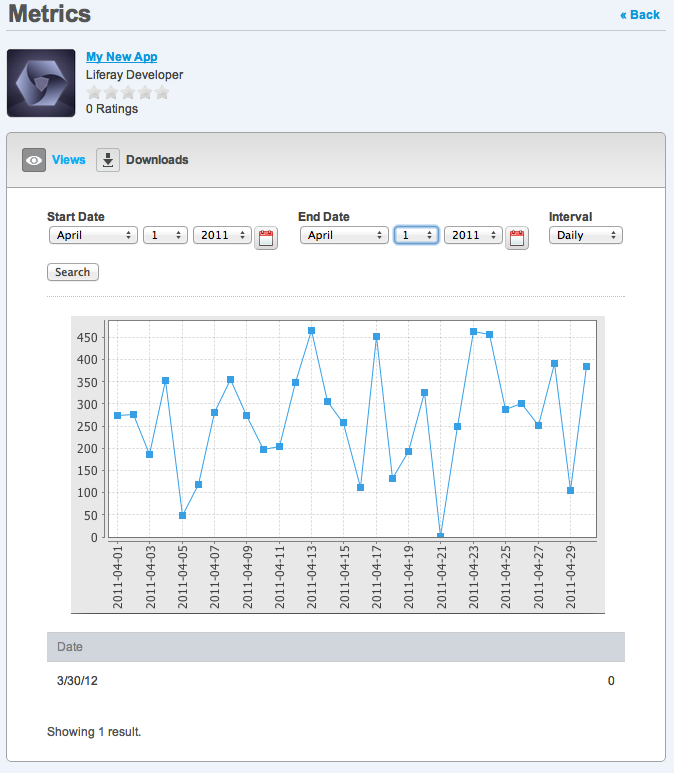 Metrics
« Back
My New App
Liferay Developer
0 Ratings
Views
Downloads
Start Date
End Date
Interval
April 1 2011
April 1 2011
Daily
Search
450
400
350
300
250
200
150
100
50
0
2011-04-01
2011-04-03
2011-04-05
2011-04-07
2011-04-09
2011-04-11
2011-04-13
2011-04-15
2011-04-17
2011-04-19
2011-04-21
2011-04-23
2011-04-25
2011-04-27
2011-04-29
Date
3/30/12 0
Showing 1 result.